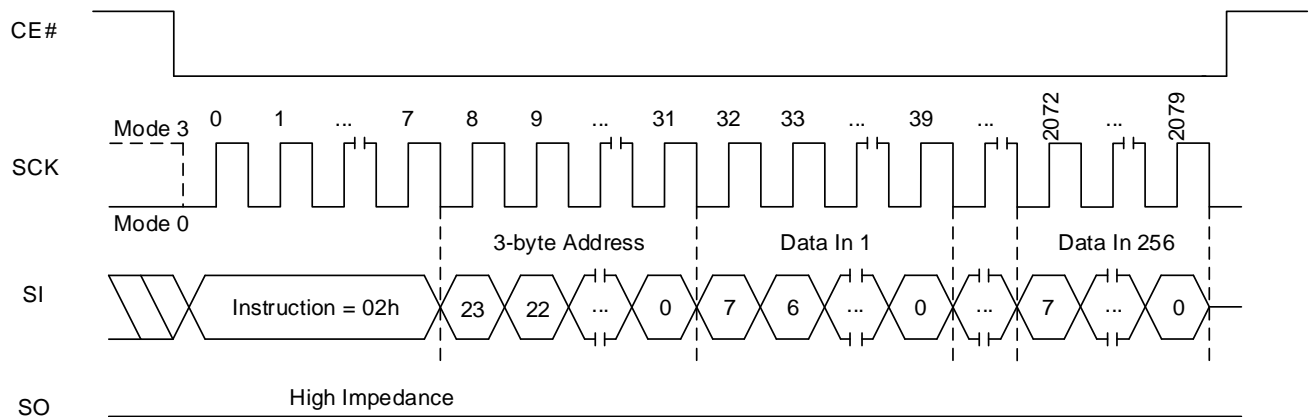 CE#
0 1 ... 7 8 9 ... 31 32 33 ... 39 ... 2072 ... 2079
Mode 3
SCK
Mode 0
3-byte Address Data In 1 Data In 256
SI Instruction = 02h 23 22 ... 0 7 6 ... 0 ... 7 ... 0
High Impedance
SO